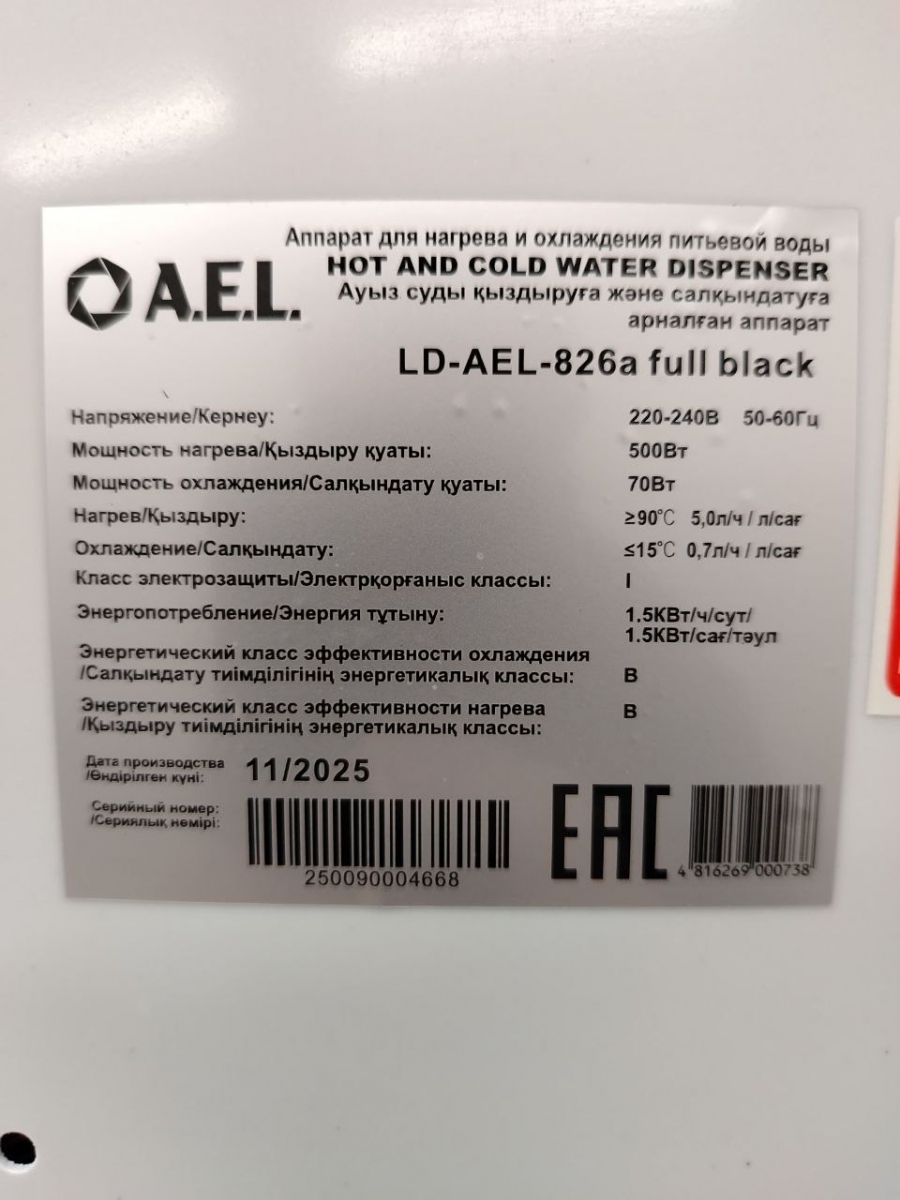 Аппарат для нагрева и охлаждения питьевой воды
A.E.L.
HOT AND COLD WATER DISPENSER
Ауыз суды қыздыруға және салқындатуға
арналған аппарат
LD-AEL-826a full black
Напряжение/Кернеу: 220-240В 50-60Гц
Мощность нагрева/Қыздыру қуаты: 500Вт
Мощность охлаждения/Салқындату қуаты: 70Вт
Нагрев/Қыздыру: ≥90°C 5,0л/ч / л/сағ
Охлаждение/Салқындату: ≤15°C 0,7л/ч / л/сағ
Класс электрозащиты/Электрқорғаныс классы: I
Энергопотребление/Энергия тұтыну: 1.5КВт/ч/сут/
1.5КВт/сағ/тәул
Энергетический класс эффективности охлаждения
/Салқындату тиімділігінің энергетикалық классы: В
Энергетический класс эффективности нагрева В
/Қыздыру тиімділігінің энергетикалық классы:
Дата производства
/Өндірілген күні: 11/2025
Серийный номер:
/Сериялық нөмірі:
250090004668
EAC
4 816269 000738